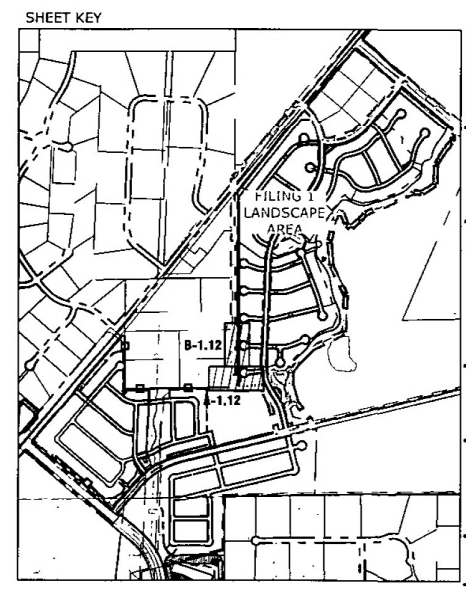 SHEET KEY
FILING 1
LANDSCAPE
AREA
B-1.12
A-1.12